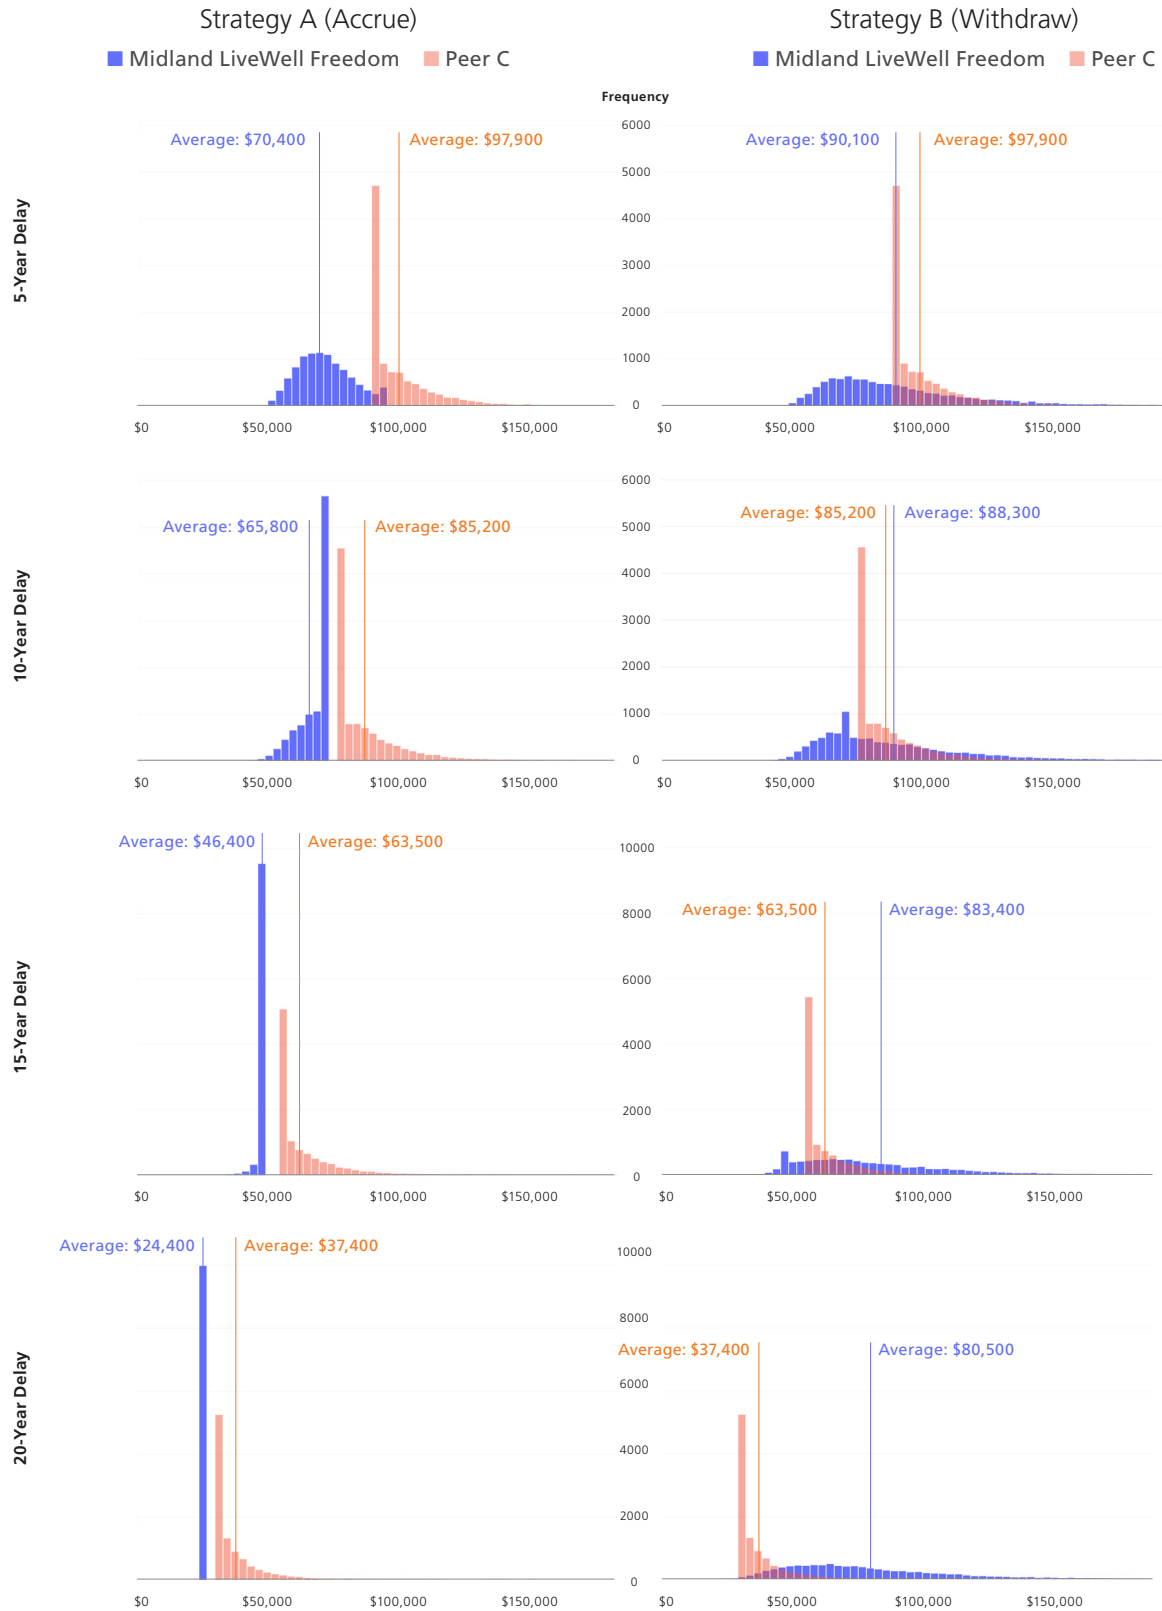 Strategy A (Accrue)
Strategy B (Withdraw)
Midland LiveWell Freedom Peer C
Midland LiveWell Freedom Peer C
Frequency
5-Year Delay
Average: $70,400
Average: $97,900
6000
5000
4000
3000
2000
1000
0
Average: $90,100
Average: $97,900
$0 $50,000 $100,000 $150,000
$0 $50,000 $100,000 $150,000
10-Year Delay
Average: $65,800
Average: $85,200
6000
5000
4000
3000
2000
1000
0
Average: $85,200
Average: $88,300
$0 $50,000 $100,000 $150,000
$0 $50,000 $100,000 $150,000
15-Year Delay
Average: $46,400
Average: $63,500
10000
8000
6000
4000
2000
0
Average: $63,500
Average: $83,400
$0 $50,000 $100,000 $150,000
$0 $50,000 $100,000 $150,000
20-Year Delay
Average: $24,400
Average: $37,400
10000
8000
6000
4000
2000
0
Average: $37,400
Average: $80,500
$0 $50,000 $100,000 $150,000
$0 $50,000 $100,000 $150,000